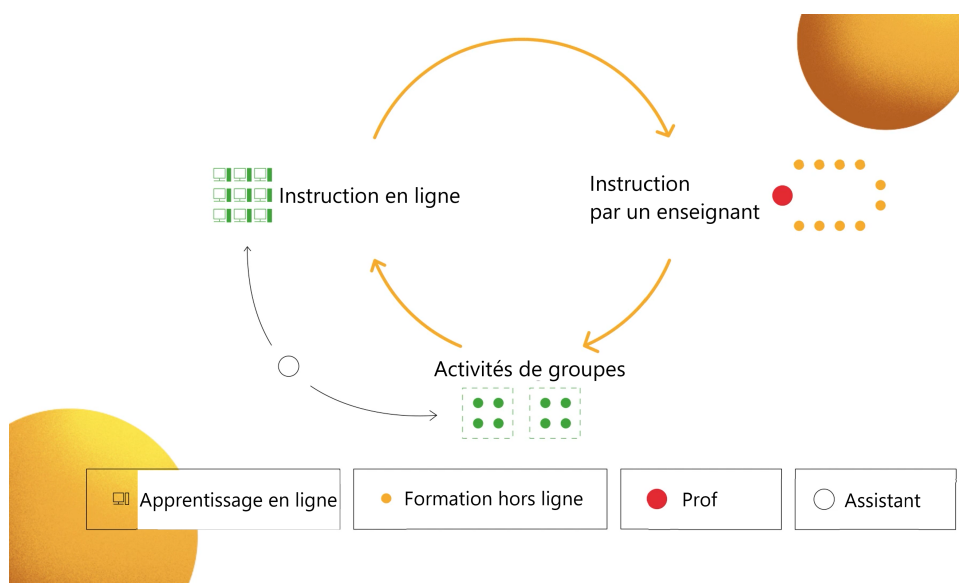 Instruction en ligne
Instruction
par un enseignant
Activités de groupes
Apprentissage en ligne
Formation hors ligne
Prof
Assistant